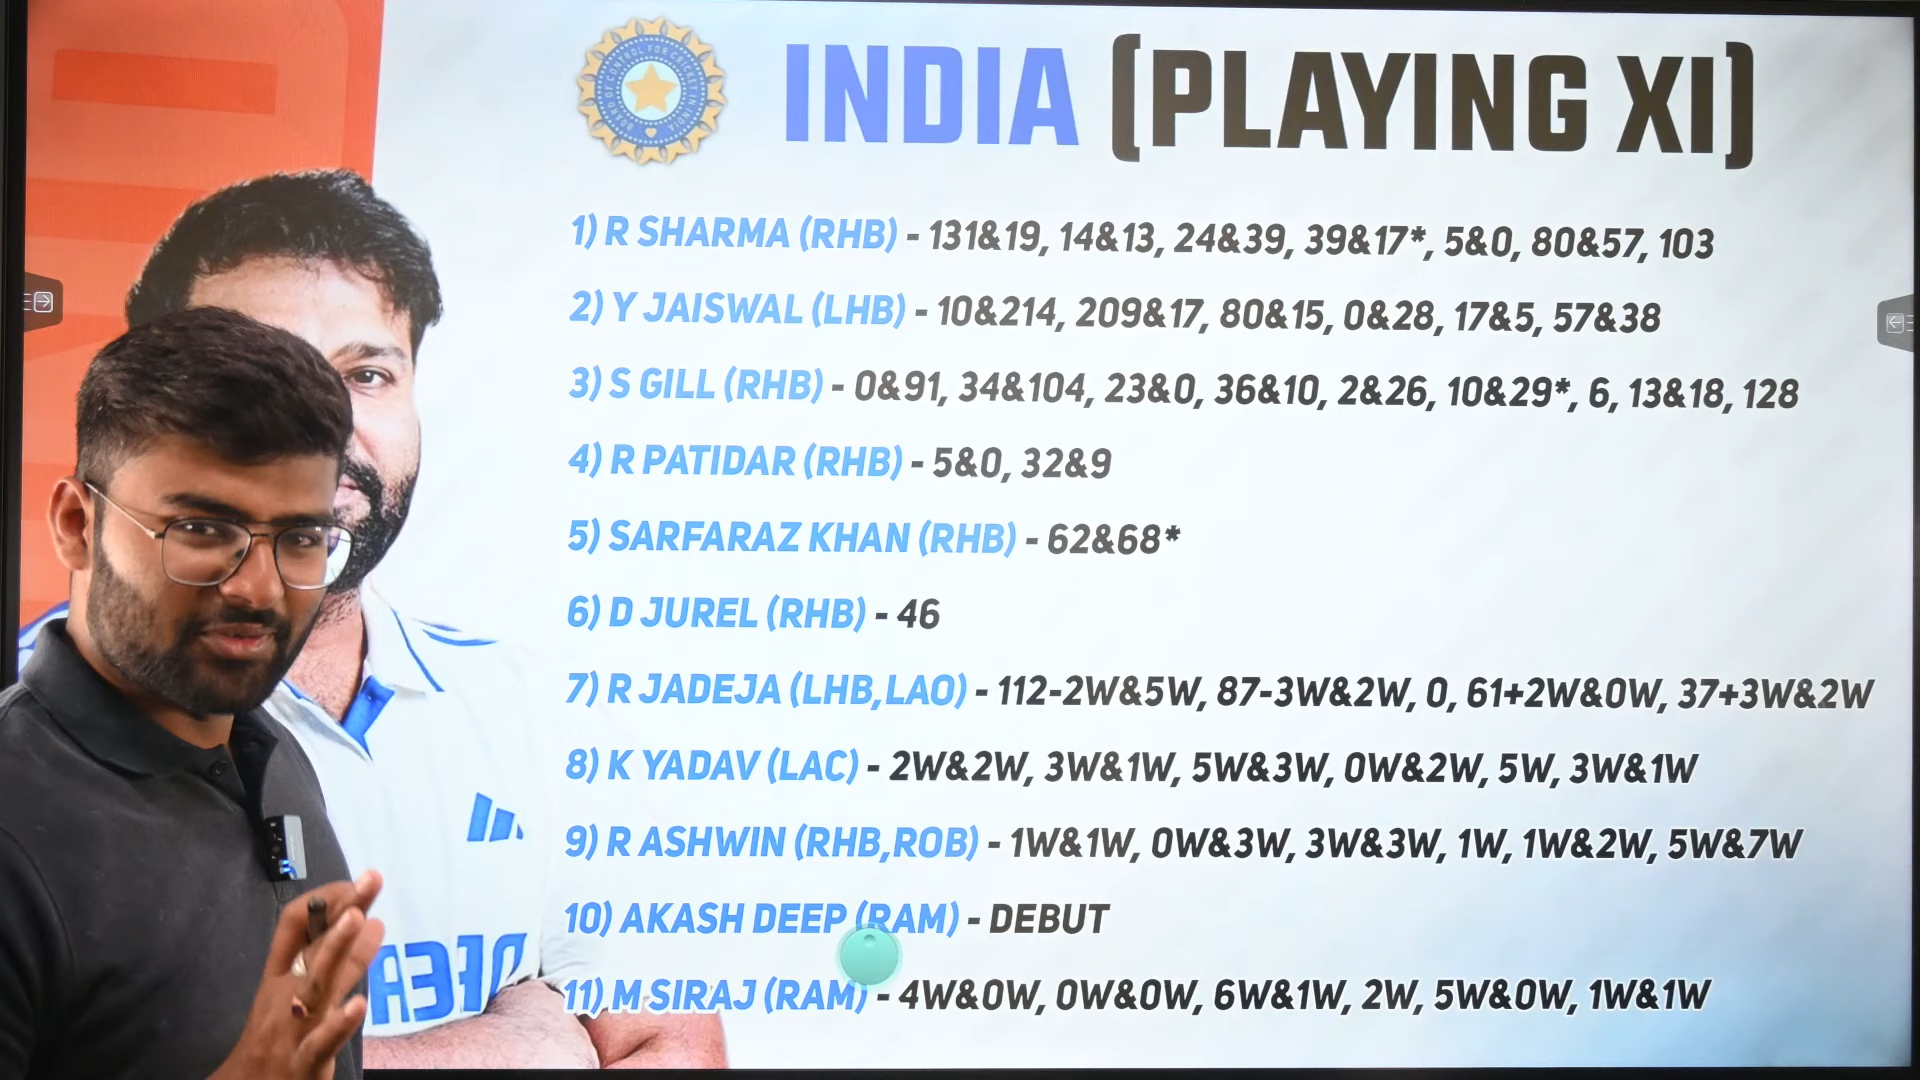 BOARD OF CONTROL FOR CRICKET IN INDIA
INDIA (PLAYING XI)
1) R SHARMA (RHB) - 131&19, 14&13, 24&39, 39&17*, 5&0, 80&57, 103
2) Y JAISWAL (LHB) - 10&214, 209&17, 80&15, 0&28, 17&5, 57&38
3) S GILL (RHB) - 0&91, 34&104, 23&0, 36&10, 2&26, 10&29*, 6, 13&18, 128
4) R PATIDAR (RHB) - 5&0, 32&9
5) SARFARAZ KHAN (RHB) - 62&68*
6) D JUREL (RHB) - 46
7) R JADEJA (LHB,LAO) - 112-2W&5W, 87-3W&2W, 0, 61+2W&0W, 37+3W&2W
8) K YADAV (LAC) - 2W&2W, 3W&1W, 5W&3W, 0W&2W, 5W, 3W&1W
9) R ASHWIN (RHB,ROB) - 1W&1W, 0W&3W, 3W&3W, 1W, 1W&2W, 5W&7W
10) AKASH DEEP (RAM) - DEBUT
11) M SIRAJ (RAM) - 4W&0W, 0W&0W, 6W&1W, 2W, 5W&0W, 1W&1W